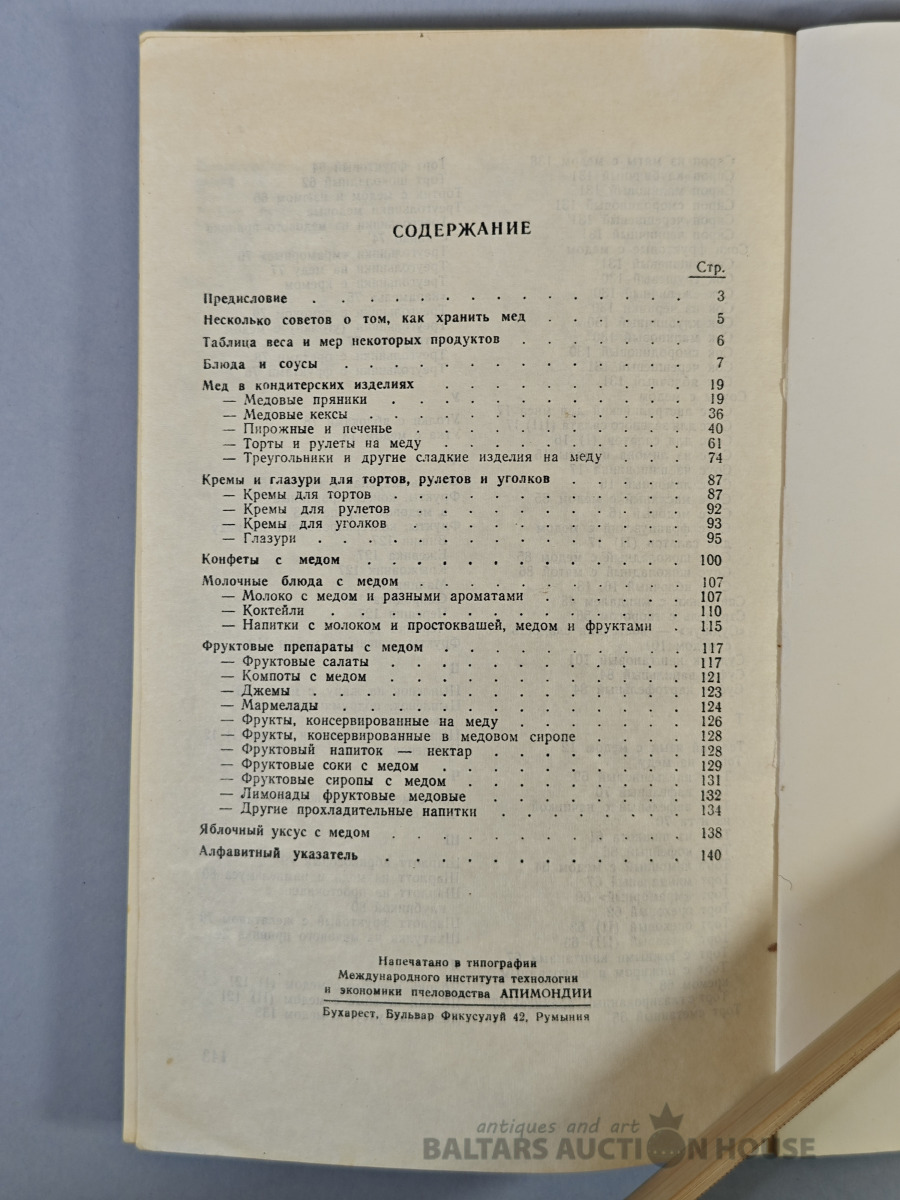 СОДЕРЖАНИЕ
Стр.
Предисловие . . . . . . . . . . . . . . . 3
Несколько советов о том, как хранить мед . . . . . . 5
Таблица веса и мер некоторых продуктов . . . . . . 6
Блюда и соусы . . . . . . . . . . . . . . 7
Мед в кондитерских изделиях . . . . . . . . . 19
— Медовые пряники . . . . . . . . . . . 19
— Медовые кексы . . . . . . . . . . . . 36
— Пирожные и печенье . . . . . . . . . . 40
— Торты и рулеты на меду . . . . . . . . . 61
— Треугольники и другие сладкие изделия на меду . . . 74
Кремы и глазури для тортов, рулетов и уголков . . . . . 87
— Кремы для тортов . . . . . . . . . . . 87
— Кремы для рулетов . . . . . . . . . . 92
— Кремы для уголков . . . . . . . . . . 93
— Глазури . . . . . . . . . . . . . . 95
Конфеты с медом . . . . . . . . . . . . 100
Молочные блюда с медом . . . . . . . . . . 107
— Молоко с медом и разными ароматами . . . . . 107
— Коктейли . . . . . . . . . . . . . . 110
— Напитки с молоком и простоквашей, медом и фруктами . 115
Фруктовые препараты с медом . . . . . . . . . 117
— Фруктовые салаты . . . . . . . . . . . 117
— Компоты с медом . . . . . . . . . . . 121
— Джемы . . . . . . . . . . . . . . 123
— Мармелады . . . . . . . . . . . . . 124
— Фрукты, консервированные на меду . . . . . . 126
— Фрукты, консервированные в медовом сиропе . . . . 128
— Фруктовый напиток — нектар . . . . . . . 128
— Фруктовые соки с медом . . . . . . . . . 129
— Фруктовые сиропы с медом . . . . . . . . 131
— Лимонады фруктовые медовые . . . . . . . 132
— Другие прохладительные напитки . . . . . . . 134
Яблочный уксус с медом . . . . . . . . . . . 138
Алфавитный указатель . . . . . . . . . . . 140
Напечатано в типографии
Международного института технологии
и экономики пчеловодства АПИМОНДИИ
Бухарест, Бульвар Фикусулуй 42, Румыния
antiques and art
BALTARS AUCTION HOUSE